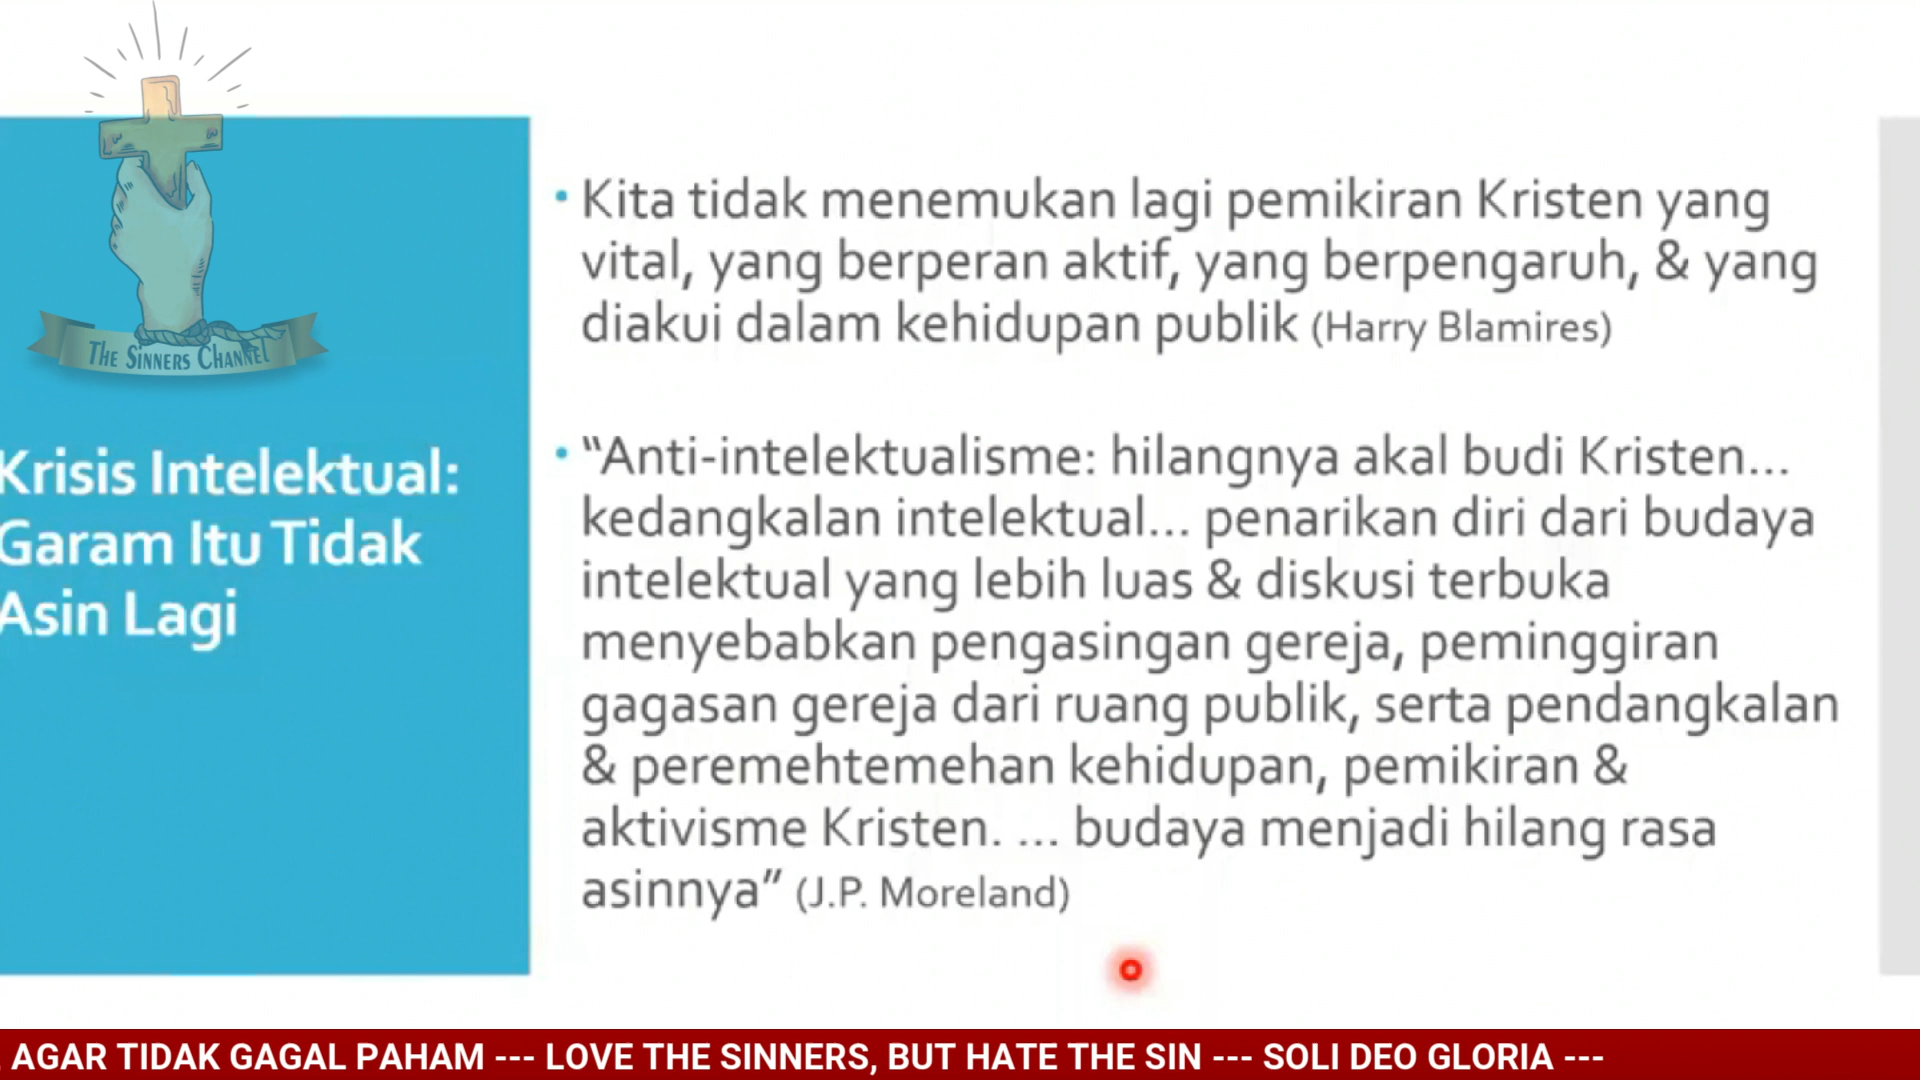 THE SINNERS CHANNEL
Krisis Intelektual:
Garam Itu Tidak
Asin Lagi
• Kita tidak menemukan lagi pemikiran Kristen yang
vital, yang berperan aktif, yang berpengaruh, & yang
diakui dalam kehidupan publik (Harry Blamires)
• “Anti-intelektualisme: hilangnya akal budi Kristen...
kedangkalan intelektual... penarikan diri dari budaya
intelektual yang lebih luas & diskusi terbuka
menyebabkan pengasingan gereja, peminggiran
gagasan gereja dari ruang publik, serta pendangkalan
& peremehtemehan kehidupan, pemikiran &
aktivisme Kristen. ... budaya menjadi hilang rasa
asinnya” (J.P. Moreland)
AGAR TIDAK GAGAL PAHAM --- LOVE THE SINNERS, BUT HATE THE SIN --- SOLI DEO GLORIA ---